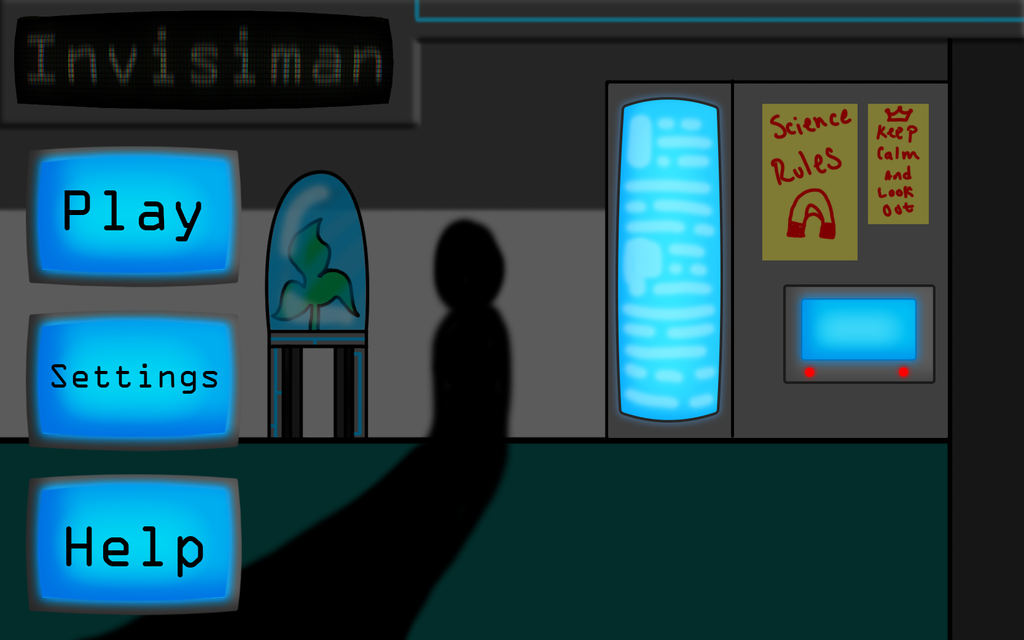 Invisiman
Play
Settings
Help
Science
Rules
Keep
Calm
And
Look
Out